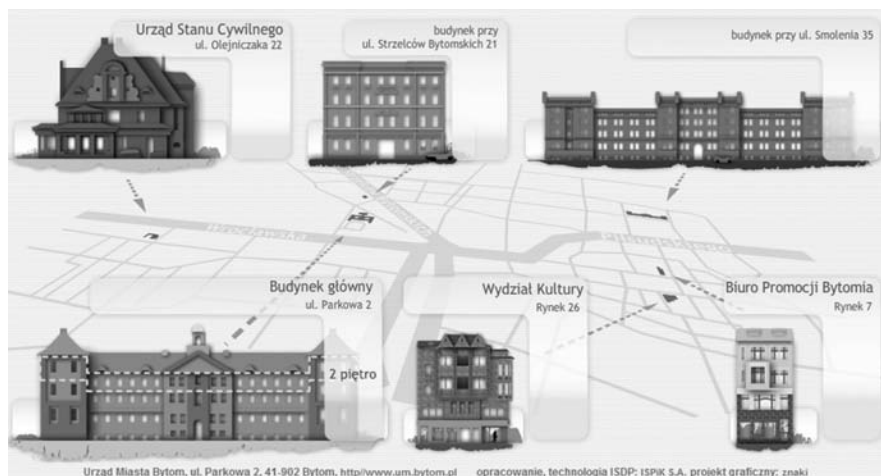 Urząd Stanu Cywilnego
ul. Olejniczaka 22
budynek przy
ul. Strzelców Bytomskich 21
budynek przy ul. Smolenia 35
Wrocławska
Piłsudskiego
Budynek główny
ul. Parkowa 2
2 piętro
Wydział Kultury
Rynek 26
Biuro Promocji Bytomia
Rynek 7
Urząd Miasta Bytom, ul. Parkowa 2, 41-902 Bytom, http//www.um.bytom.pl opracowanie, technologia ISDP: ISPiK S.A. projekt graficzny: znaki